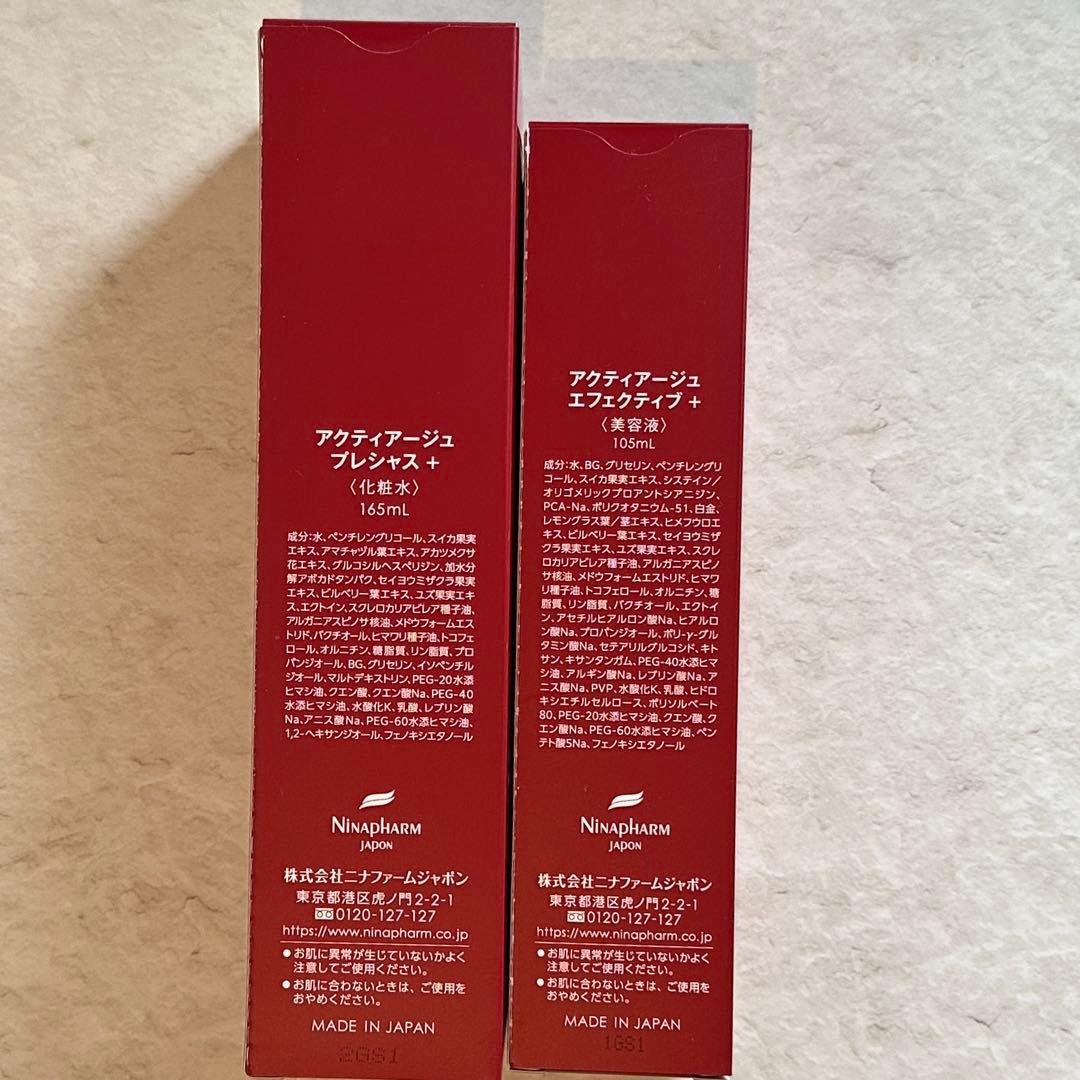 アクティアージュ
プレシャス +
〈化粧水〉
165mL
成分:水、ペンチレングリコール、スイカ果実
エキス、アマチャヅル葉エキス、アカツメクサ
花エキス、グルコシルヘスペリジン、加水分
解アボカドタンパク、セイヨウミザクラ果実
エキス、ビルベリー葉エキス、ユズ果実エキ
ス、エクトイン、スクレロカリアビレア種子油、
アルガニアスピノサ核油、メドウフォームエス
トリド、バクチオール、ヒマワリ種子油、トコフェ
ロール、オルニチン、糖脂質、リン脂質、プロ
パンジオール、BG、グリセリン、イソペンチル
ジオール、マルトデキストリン、PEG-20水添
ヒマシ油、クエン酸、クエン酸Na、PEG-40
水添ヒマシ油、水酸化K、乳酸、レブリン酸
Na、アニス酸Na、PEG-60水添ヒマシ油、
1,2-ヘキサンジオール、フェノキシエタノール
NINAPHARM
JAPON
株式会社ニナファームジャポン
東京都港区虎ノ門2-2-1
0120-127-127
https://www.ninapharm.co.jp
●お肌に異常が生じていないかよく
注意してご使用ください。
●お肌に合わないときは、ご使用を
おやめください。
MADE IN JAPAN
2GS1
アクティアージュ
エフェクティブ +
〈美容液〉
105mL
成分:水、BG、グリセリン、ペンチレングリ
コール、スイカ果実エキス、システイン/
オリゴメリックプロアントシアニジン、
PCA-Na、ポリクオタニウム-51、白金、
レモングラス葉/茎エキス、ヒメフウロエ
キス、ビルベリー葉エキス、セイヨウミザ
クラ果実エキス、ユズ果実エキス、スクレ
ロカリアビレア種子油、アルガニアスピノ
サ核油、メドウフォームエストリド、ヒマワ
リ種子油、トコフェロール、オルニチン、糖
脂質、リン脂質、バクチオール、エクトイ
ン、アセチルヒアルロン酸Na、ヒアルロ
ン酸Na、プロパンジオール、ポリ-γ-グル
タミン酸Na、セテアリルグルコシド、キト
サン、キサンタンガム、PEG-40水添ヒマ
シ油、アルギン酸Na、レブリン酸Na、ア
ニス酸Na、PVP、水酸化K、乳酸、ヒドロ
キシエチルセルロース、ポリソルベート
80、PEG-20水添ヒマシ油、クエン酸、ク
エン酸Na、PEG-60水添ヒマシ油、ペン
テト酸5Na、フェノキシエタノール
NINAPHARM
JAPON
株式会社ニナファームジャポン
東京都港区虎ノ門2-2-1
0120-127-127
https://www.ninapharm.co.jp
●お肌に異常が生じていないかよく
注意してご使用ください。
●お肌に合わないときは、ご使用を
おやめください。
MADE IN JAPAN
1GS1